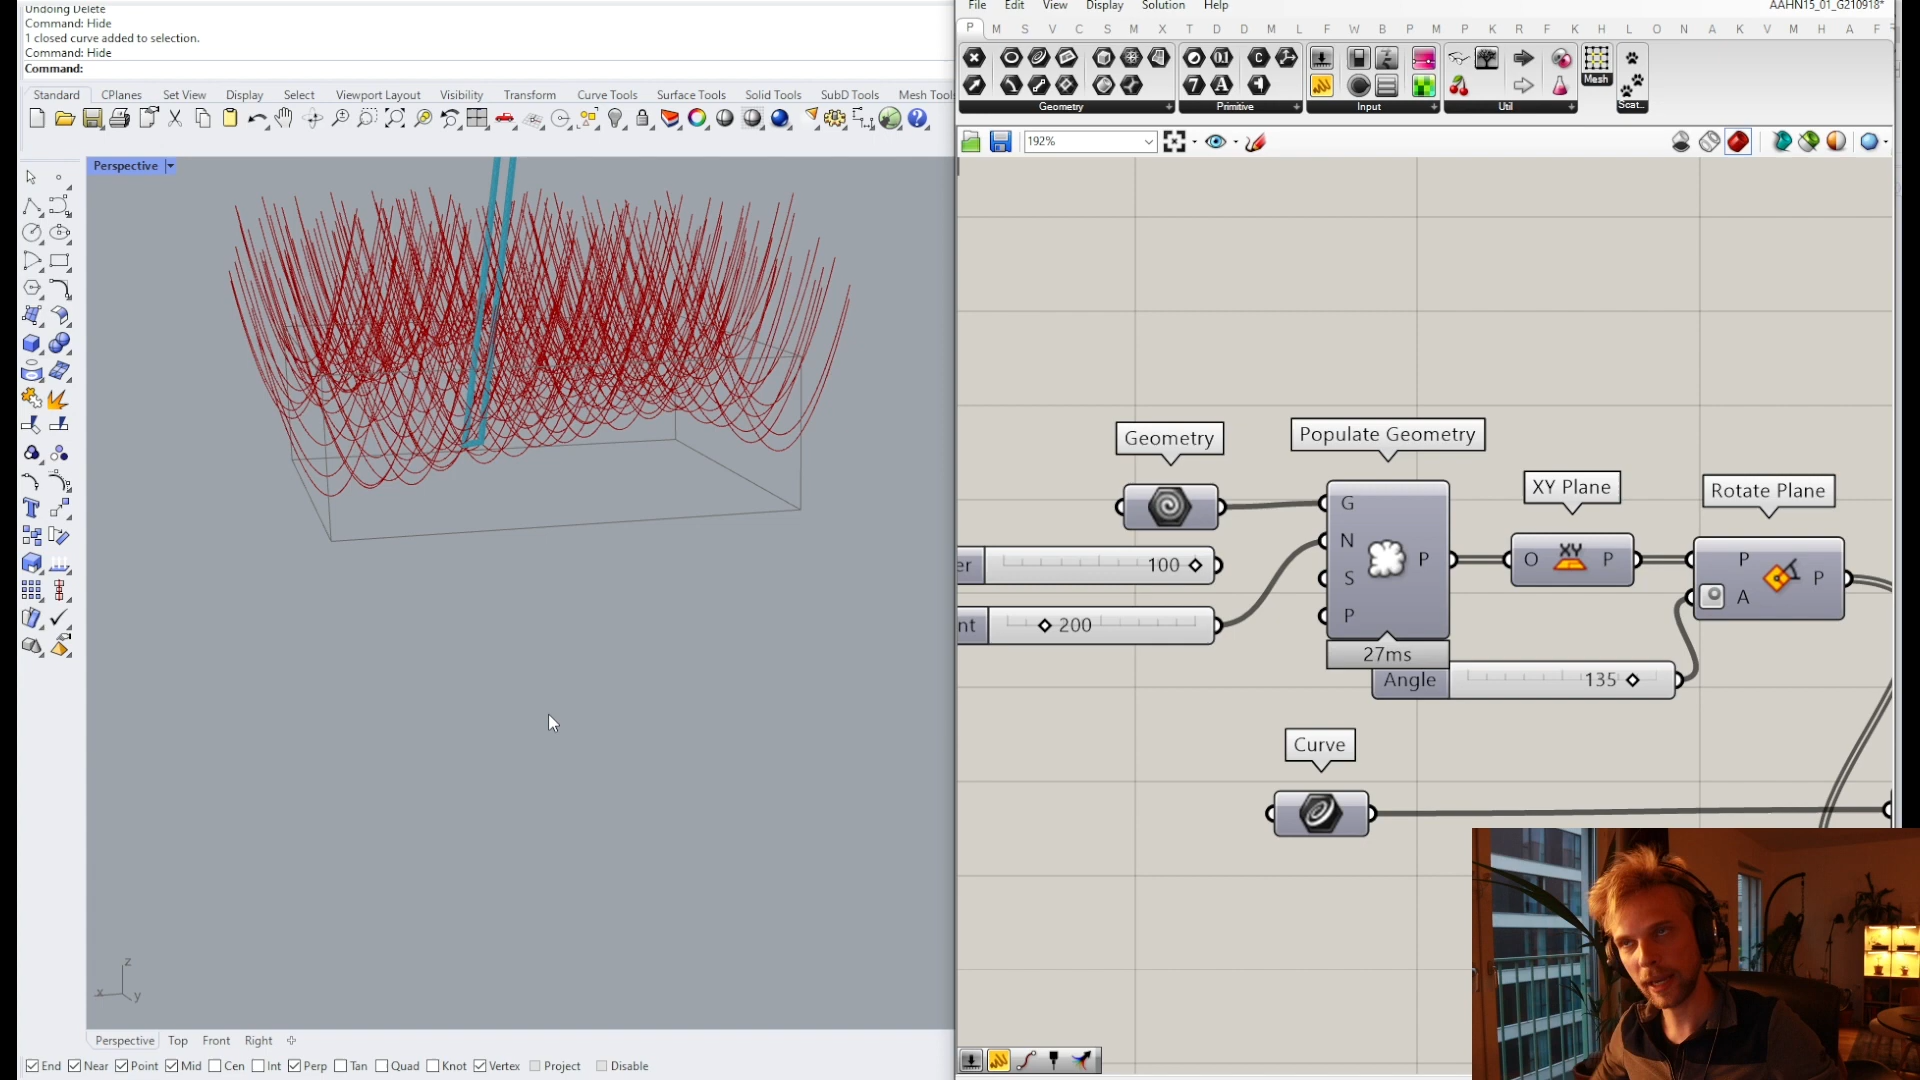 Undoing Delete
Command: Hide
1 closed curve added to selection.
Command: Hide
Command:
Standard CPlanes Set View Display Select Viewport Layout Visibility Transform Curve Tools Surface Tools Solid Tools SubD Tools Mesh Tool
Perspective
z
x
y
Perspective Top Front Right
End Near Point Mid Cen Int Perp Tan Quad Knot Vertex Project Disable
File Edit View Display Solution Help
AAHN15_01_G210918*
P M S V C S M X T D D M L F W B P M P K R F K H L O N A K V M H A F
Geometry
Primitive
Input
Util
Mesh
Scat..
192%
Geometry
Populate Geometry
XY Plane
Rotate Plane
G
N
S
P
P
27ms
O XY P
P
A
P
er 100
nt 200
Angle 135
Curve